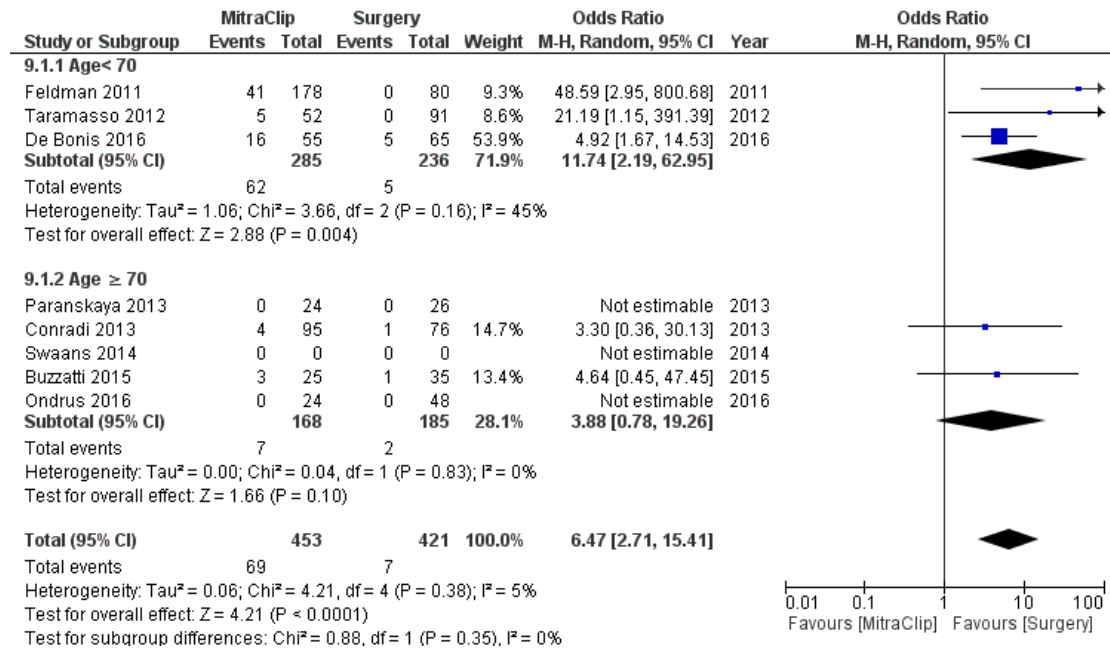 MitraClip Surgery Odds Ratio Odds Ratio
Study or Subgroup Events Total Events Total Weight M-H, Random, 95% CI Year M-H, Random, 95% CI
9.1.1 Age< 70
Feldman 2011 41 178 0 80 9.3% 48.59 [2.95, 800.68] 2011
Taramasso 2012 5 52 0 91 8.6% 21.19 [1.15, 391.39] 2012
De Bonis 2016 16 55 5 65 53.9% 4.92 [1.67, 14.53] 2016
Subtotal (95% CI) 285 236 71.9% 11.74 [2.19, 62.95]
Total events 62 5
Heterogeneity: Tau² = 1.06; Chi² = 3.66, df = 2 (P = 0.16); I² = 45%
Test for overall effect: Z = 2.88 (P = 0.004)
9.1.2 Age ≥ 70
Paranskaya 2013 0 24 0 26 Not estimable 2013
Conradi 2013 4 95 1 76 14.7% 3.30 [0.36, 30.13] 2013
Swaans 2014 0 0 0 0 Not estimable 2014
Buzzatti 2015 3 25 1 35 13.4% 4.64 [0.45, 47.45] 2015
Ondrus 2016 0 24 0 48 Not estimable 2016
Subtotal (95% CI) 168 185 28.1% 3.88 [0.78, 19.26]
Total events 7 2
Heterogeneity: Tau² = 0.00; Chi² = 0.04, df = 1 (P = 0.83); I² = 0%
Test for overall effect: Z = 1.66 (P = 0.10)
Total (95% CI) 453 421 100.0% 6.47 [2.71, 15.41]
Total events 69 7
Heterogeneity: Tau² = 0.06; Chi² = 4.21, df = 4 (P = 0.38); I² = 5%
Test for overall effect: Z = 4.21 (P < 0.0001)
Test for subgroup differences: Chi² = 0.88, df = 1 (P = 0.35), I² = 0%
0.01 0.1 1 10 100
Favours [MitraClip] Favours [Surgery]